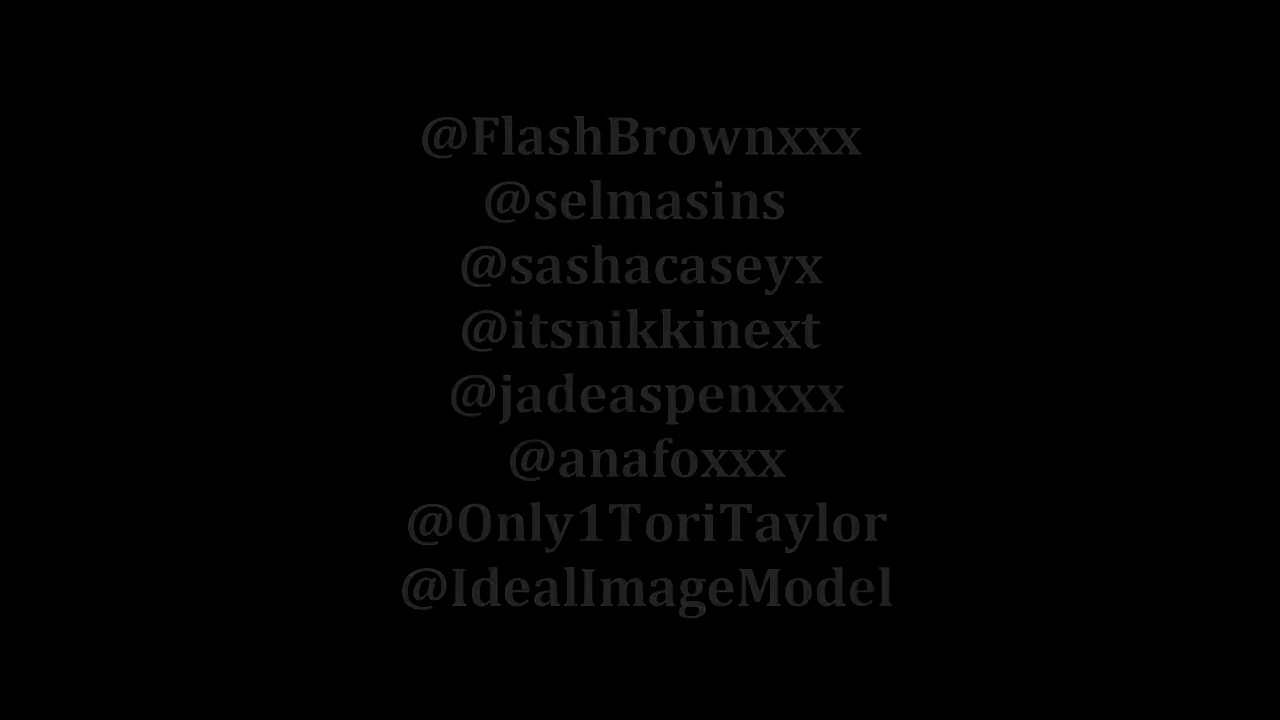 @FlashBrownxxx
@selmasins
@sashacaseyx
@itsnikkinext
@jadeaspenxxx
@anafoxxx
@Only1ToriTaylor
@IdealImageModel